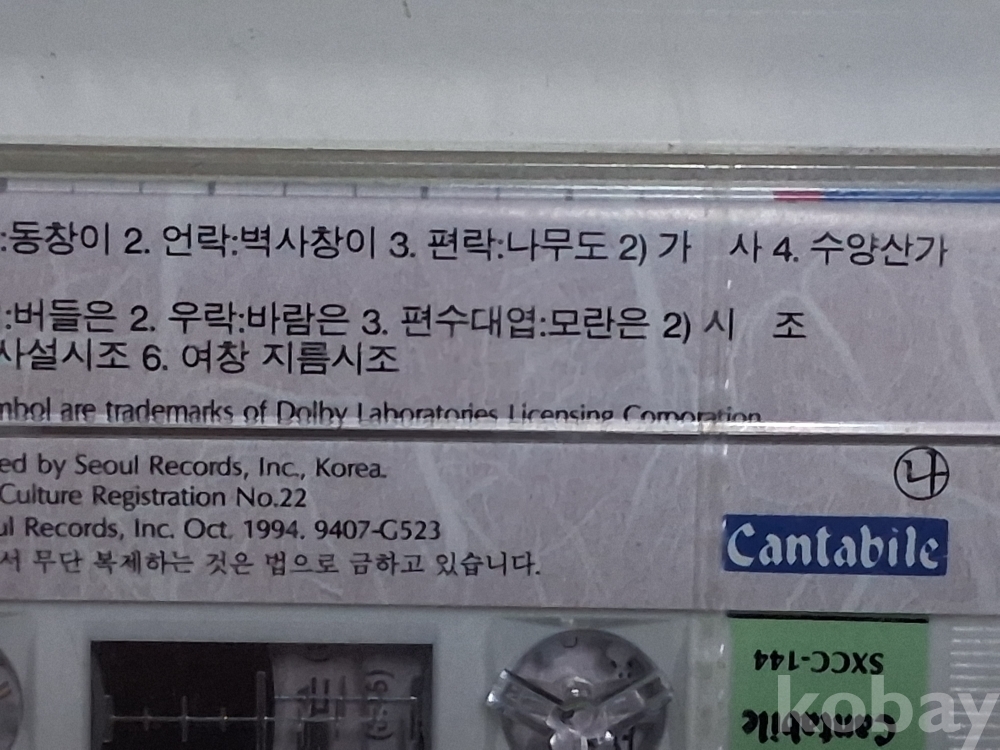 :동창이 2. 언락:벽사창이 3. 편락:나무도 2) 가 사 4. 수양산가
:버들은 2. 우락:바람은 3. 편수대엽:모란은 2) 시 조
사설시조 6. 여창 지름시조
mbol are trademarks of Dolby Laboratories Licensing Corporation
ed by Seoul Records, Inc., Korea.
Culture Registration No.22
ul Records, Inc. Oct. 1994. 9407-G523
서 무단 복제하는 것은 법으로 금하고 있습니다.
나
Cantabile
SXCC-144
Cantabile
kobay